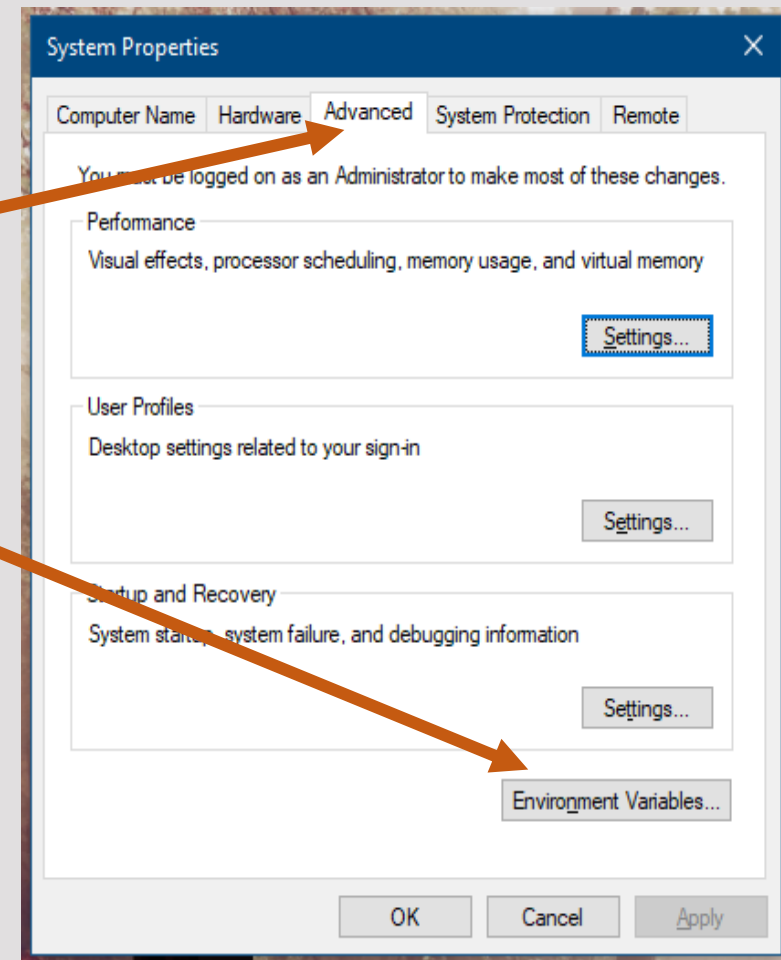 System Properties
Computer Name Hardware Advanced System Protection Remote
You must be logged on as an Administrator to make most of these changes.
Performance
Visual effects, processor scheduling, memory usage, and virtual memory
Settings...
User Profiles
Desktop settings related to your sign-in
Settings...
Startup and Recovery
System startup, system failure, and debugging information
Settings...
Environment Variables...
OK Cancel Apply